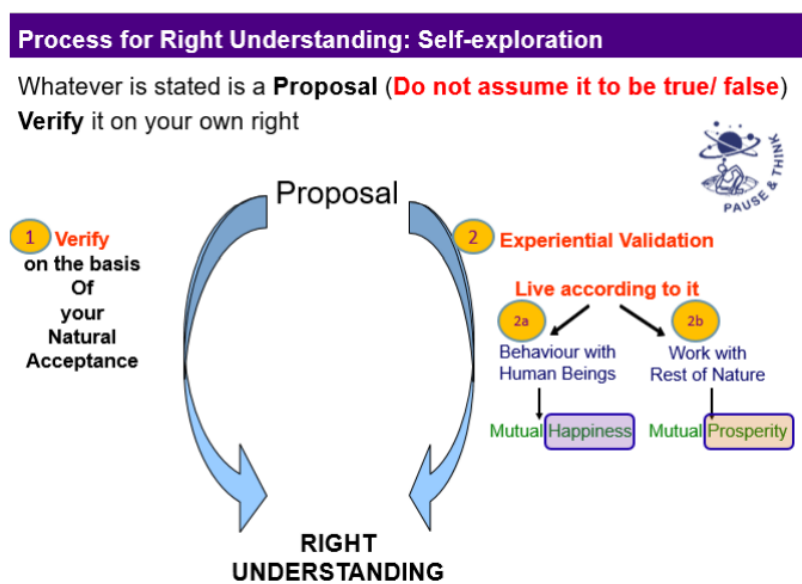 Process for Right Understanding: Self-exploration
Whatever is stated is a Proposal (Do not assume it to be true/ false)
Verify it on your own right
PAUSE & THINK
Proposal
1 Verify
on the basis
Of
your
Natural
Acceptance
2 Experiential Validation
Live according to it
2a
Behaviour with
Human Beings
Mutual Happiness
2b
Work with
Rest of Nature
Mutual Prosperity
RIGHT
UNDERSTANDING